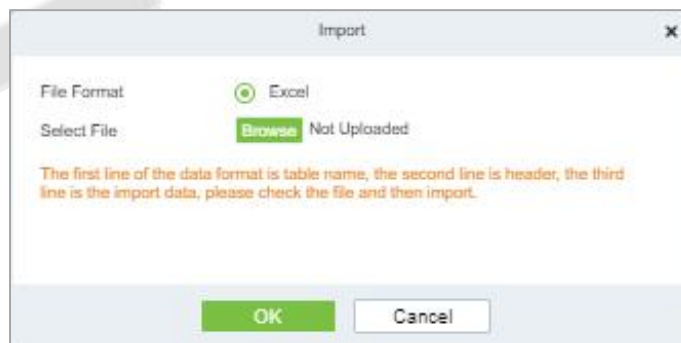 Import
File Format Excel
Select File Browse Not Uploaded
The first line of the data format is table name, the second line is header, the third
line is the import data, please check the file and then import.
OK Cancel